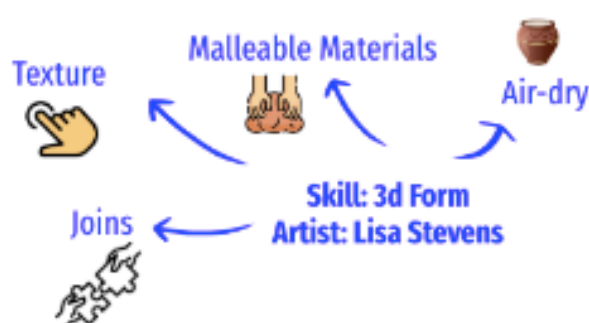 Malleable Materials
Texture
Air-dry
Skill: 3d Form
Artist: Lisa Stevens
Joins